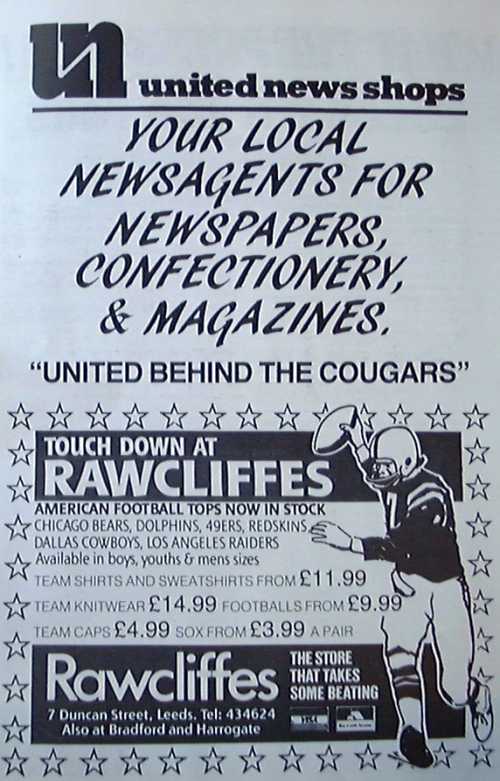 un
united news shops
YOUR LOCAL
NEWSAGENTS FOR
NEWSPAPERS,
CONFECTIONERY,
& MAGAZINES.
"UNITED BEHIND THE COUGARS"
TOUCH DOWN AT
RAWCLIFFES
AMERICAN FOOTBALL TOPS NOW IN STOCK
CHICAGO BEARS, DOLPHINS, 49ERS, REDSKINS,
DALLAS COWBOYS, LOS ANGELES RAIDERS
Available in boys, youths & mens sizes
TEAM SHIRTS AND SWEATSHIRTS FROM £11.99
TEAM KNITWEAR £14.99 FOOTBALLS FROM £9.99
TEAM CAPS £4.99 SOX FROM £3.99 A PAIR
Rawcliffes
THE STORE
THAT TAKES
SOME BEATING
7 Duncan Street, Leeds. Tel: 434624
Also at Bradford and Harrogate
VISA